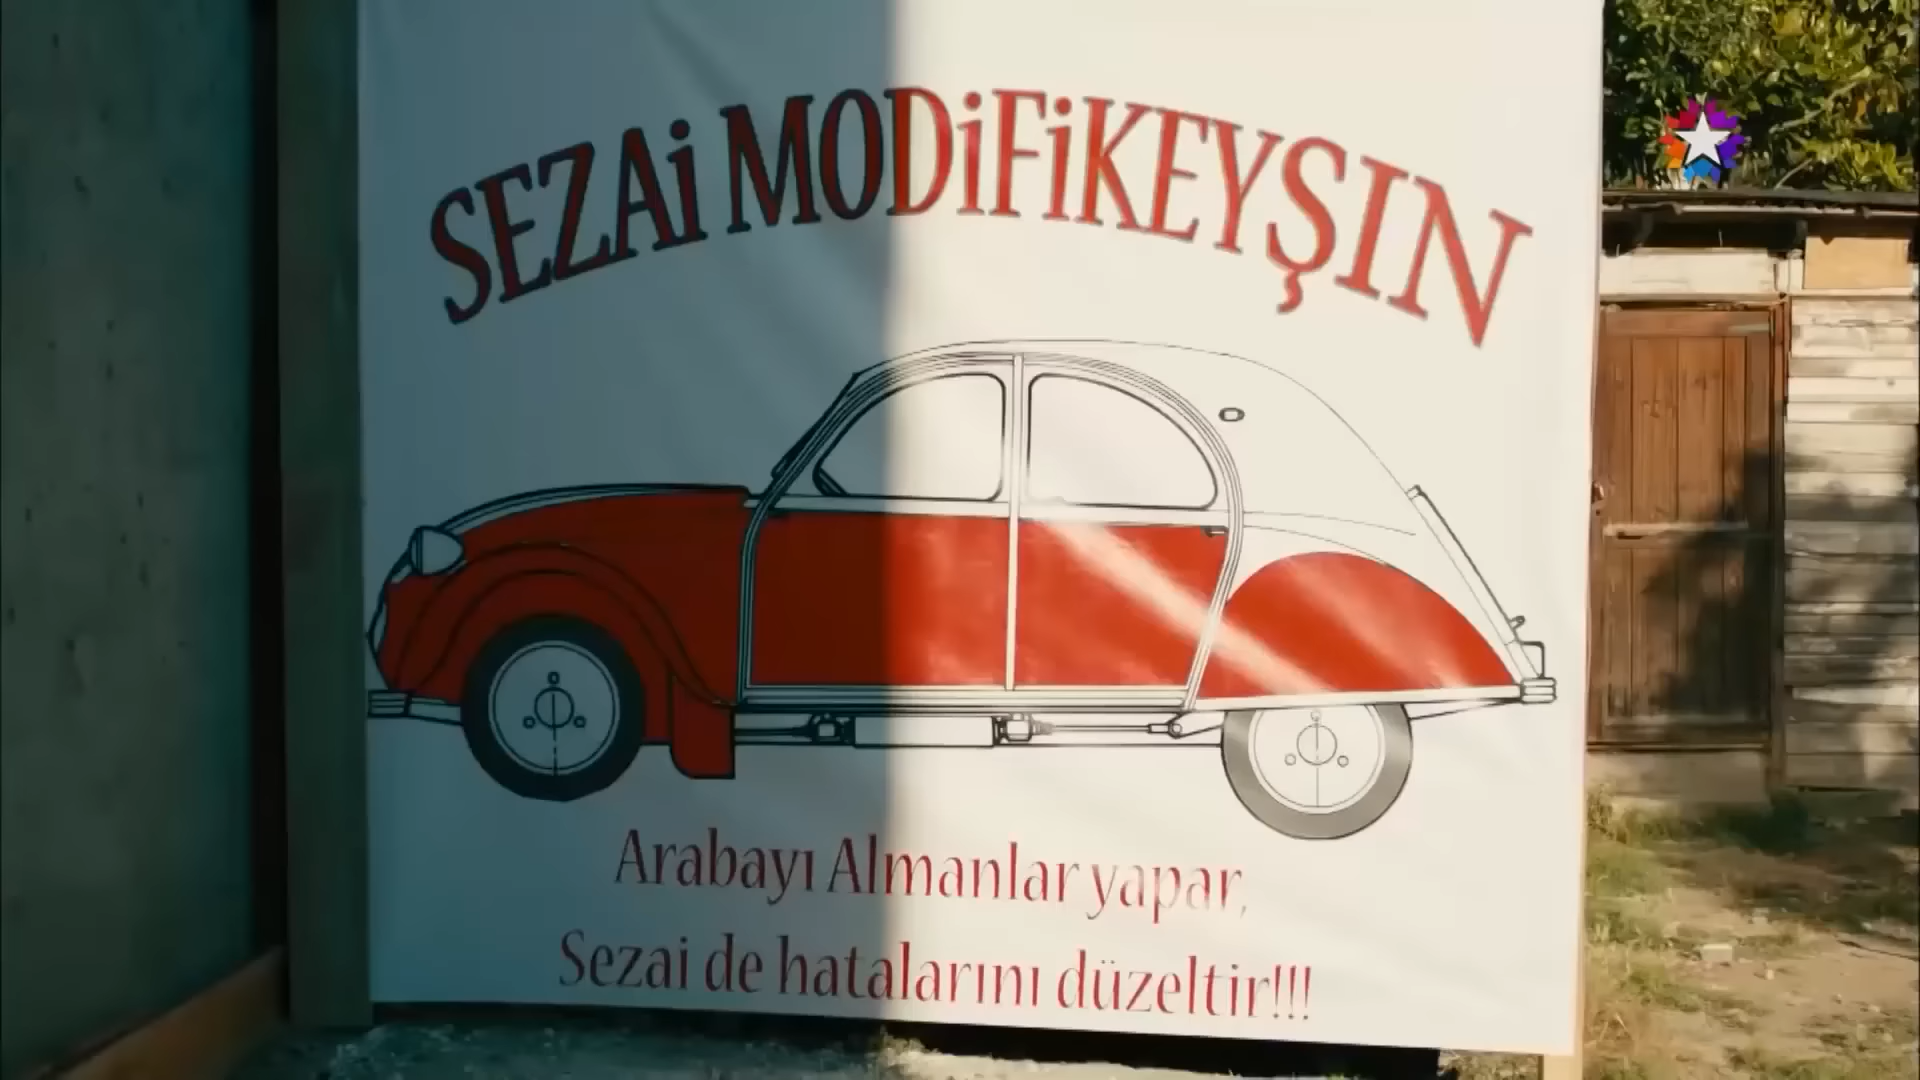 SEZAi MODiFiKEYŞIN
Arabayı Almanlar yapar,
Sezai de hatalarını düzeltir!!!